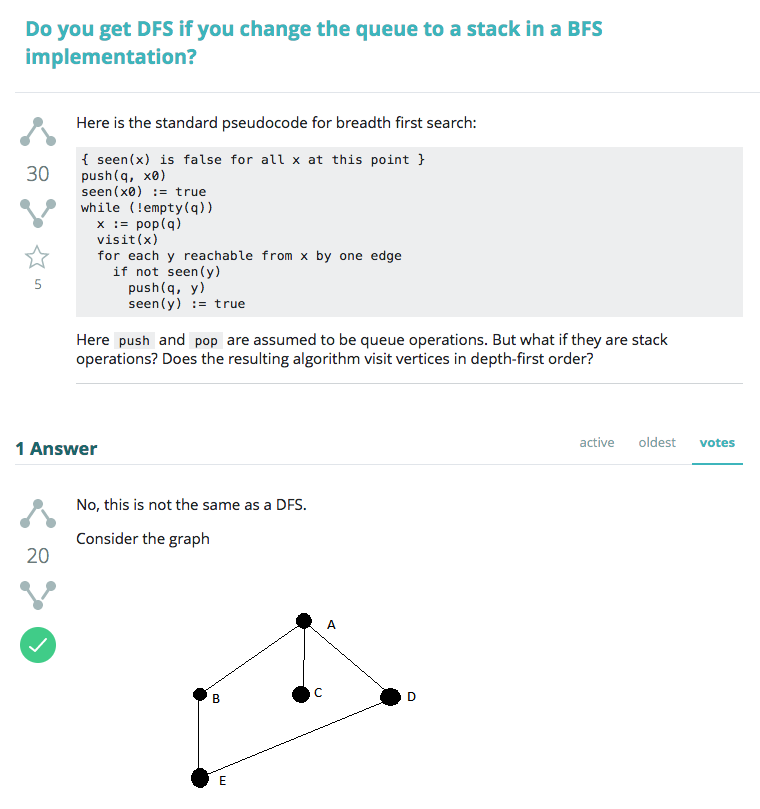 Do you get DFS if you change the queue to a stack in a BFS
implementation?
Here is the standard pseudocode for breadth first search:
30
5
{ seen(x) is false for all x at this point }
push(q, x0)
seen(x0) := true
while (!empty(q))
  x := pop(q)
  visit(x)
  for each y reachable from x by one edge
    if not seen(y)
      push(q, y)
      seen(y) := true
Here push and pop are assumed to be queue operations. But what if they are stack
operations? Does the resulting algorithm visit vertices in depth-first order?
1 Answer
active oldest votes
No, this is not the same as a DFS.
20
Consider the graph
A
B
C
D
E